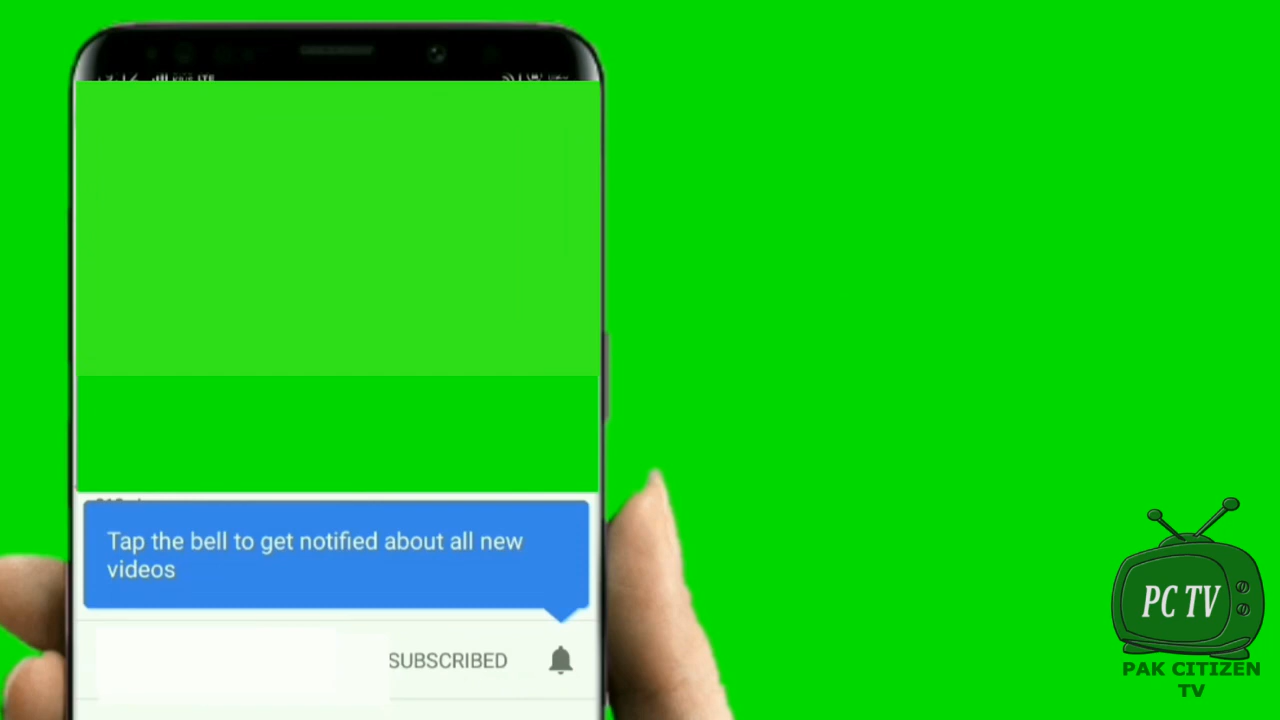 Tap the bell to get notified about all new
videos
SUBSCRIBED
PC TV
PAK CITIZEN
TV